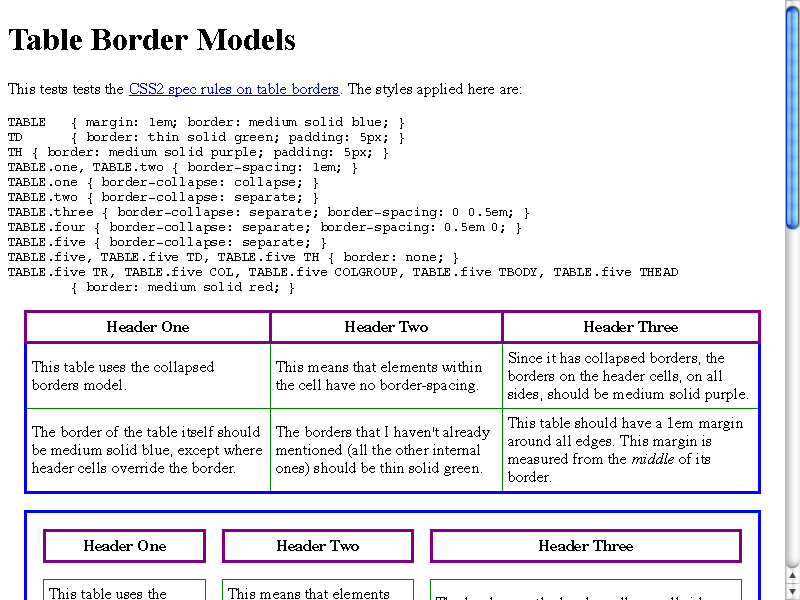 Table Border Models
This tests tests the CSS2 spec rules on table borders. The styles applied here are:
TABLE   { margin: 1em; border: medium solid blue; }
TD      { border: thin solid green; padding: 5px; }
TH { border: medium solid purple; padding: 5px; }
TABLE.one, TABLE.two { border-spacing: 1em; }
TABLE.one { border-collapse: collapse; }
TABLE.two { border-collapse: separate; }
TABLE.three { border-collapse: separate; border-spacing: 0 0.5em; }
TABLE.four { border-collapse: separate; border-spacing: 0.5em 0; }
TABLE.five { border-collapse: separate; }
TABLE.five, TABLE.five TD, TABLE.five TH { border: none; }
TABLE.five TR, TABLE.five COL, TABLE.five COLGROUP, TABLE.five TBODY, TABLE.five THEAD
        { border: medium solid red; }
Header One
Header Two
Header Three
This table uses the collapsed
borders model.
This means that elements within
the cell have no border-spacing.
Since it has collapsed borders, the
borders on the header cells, on all
sides, should be medium solid purple.
The border of the table itself should
be medium solid blue, except where
header cells override the border.
The borders that I haven't already
mentioned (all the other internal
ones) should be thin solid green.
This table should have a 1em margin
around all edges. This margin is
measured from the middle of its
border.
Header One
Header Two
Header Three
This table uses the
This means that elements